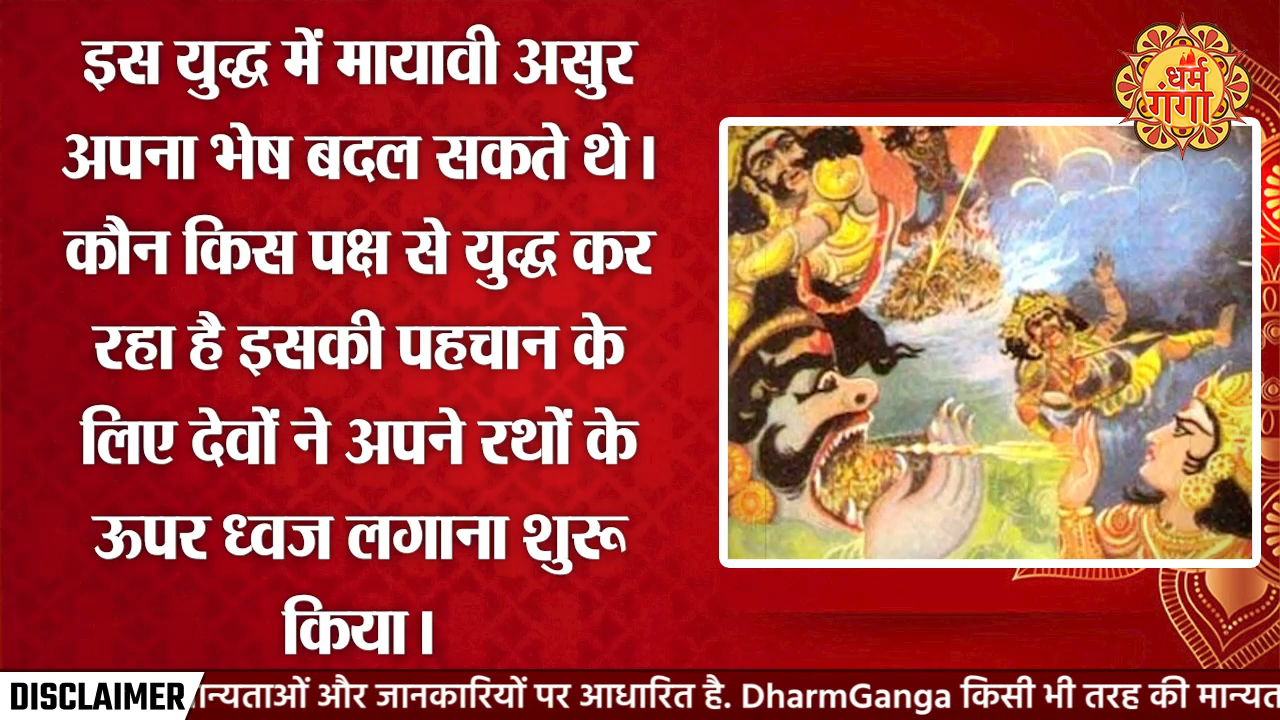 इस युद्ध में मायावी असुर
अपना भेष बदल सकते थे।
कौन किस पक्ष से युद्ध कर
रहा है इसकी पहचान के
लिए देवों ने अपने रथों के
ऊपर ध्वज लगाना शुरू
किया।
धर्म
गंगा
DISCLAIMER
न्यताओं और जानकारियों पर आधारित है. DharmGanga किसी भी तरह की मान्यत